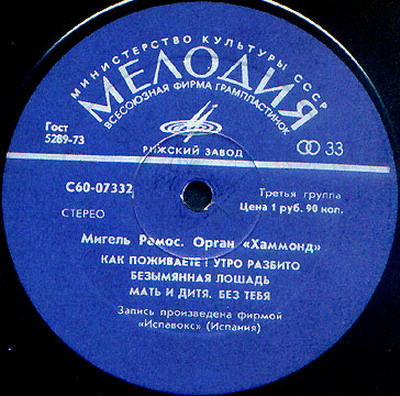 МИНИСТЕРСТВО КУЛЬТУРЫ СССР
МЕЛОДИЯ
ВСЕСОЮЗНАЯ ФИРМА ГРАМПЛАСТИНОК
Гост
5289-73
РИЖСКИЙ ЗАВОД
33
С60-07332
Третья группа
СТЕРЕО
Цена 1 руб. 90 коп.
Мигель Рамос. Орган «Хаммонд»
КАК ПОЖИВАЕТЕ ! УТРО РАЗБИТО
БЕЗЫМЯННАЯ ЛОШАДЬ
МАТЬ И ДИТЯ. БЕЗ ТЕБЯ
Запись произведена фирмой
«Испавокс» (Испания)